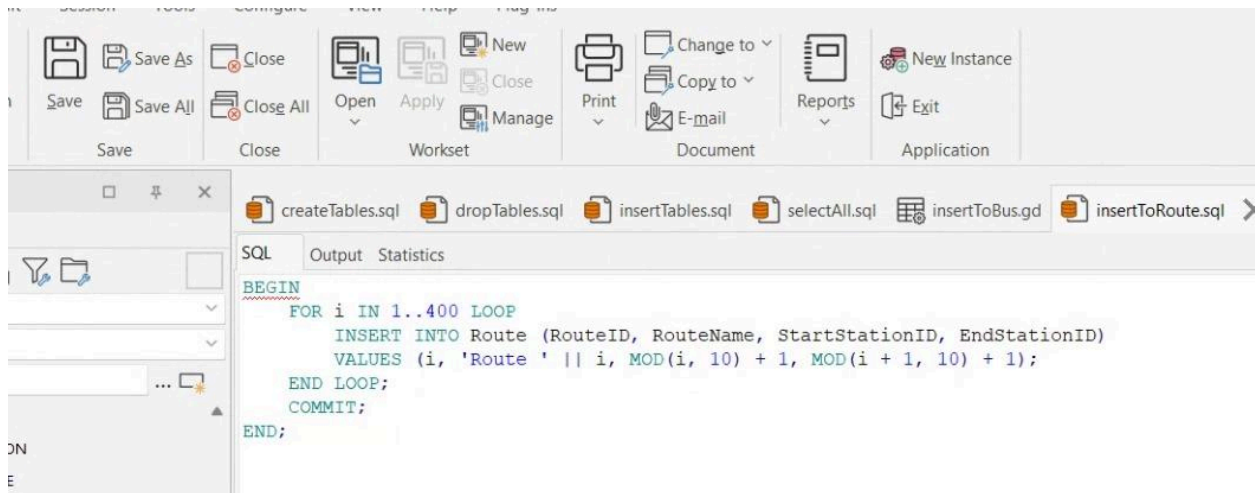 Save
Save As
Save All
Save
Close
Close All
Close
Open
Apply
New
Close
Manage
Workset
Print
Change to
Copy to
E-mail
Document
Reports
New Instance
Exit
Application
createTables.sql dropTables.sql insertTables.sql selectAll.sql insertToBus.gd insertToRoute.sql
SQL Output Statistics
BEGIN
FOR i IN 1..400 LOOP
INSERT INTO Route (RouteID, RouteName, StartStationID, EndStationID)
VALUES (i, 'Route ' || i, MOD(i, 10) + 1, MOD(i + 1, 10) + 1);
END LOOP;
COMMIT;
END;
...